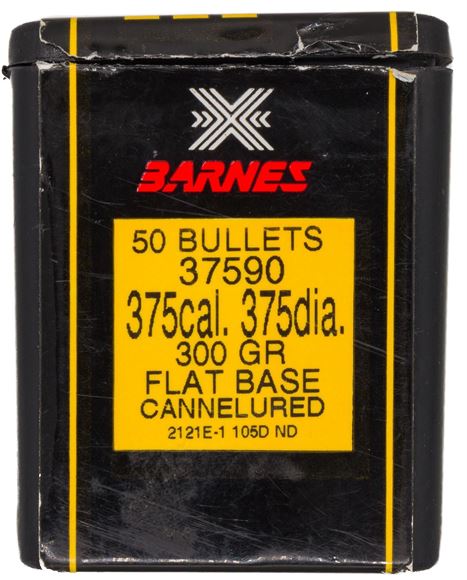 BARNES
50 BULLETS
37590
375cal. 375dia.
300 GR
FLAT BASE
CANNELURED
2121E-1 105D ND